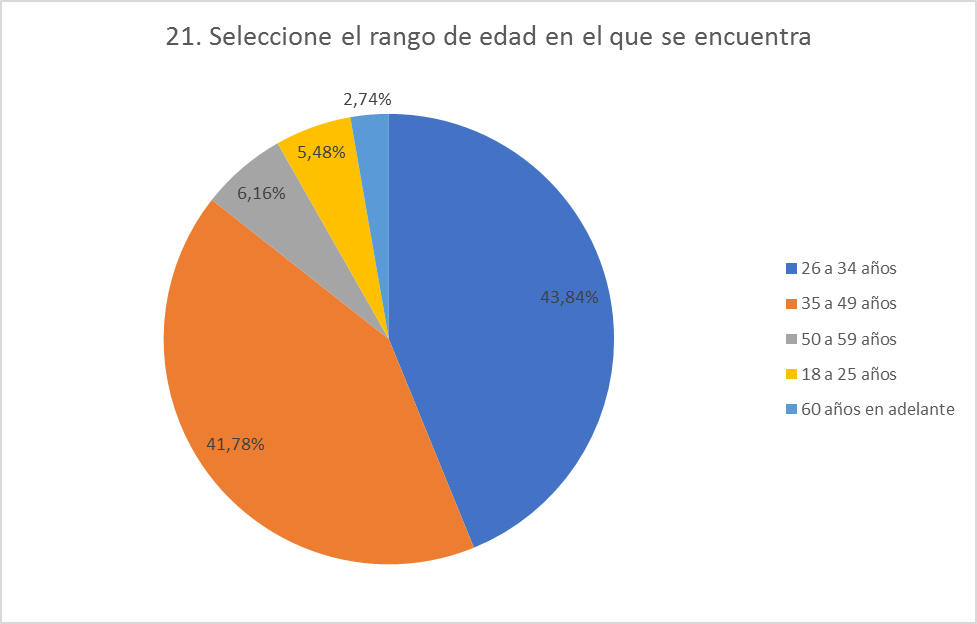 21. Seleccione el rango de edad en el que se encuentra
2,74%
5,48%
6,16%
43,84%
41,78%
26 a 34 años
35 a 49 años
50 a 59 años
18 a 25 años
60 años en adelante